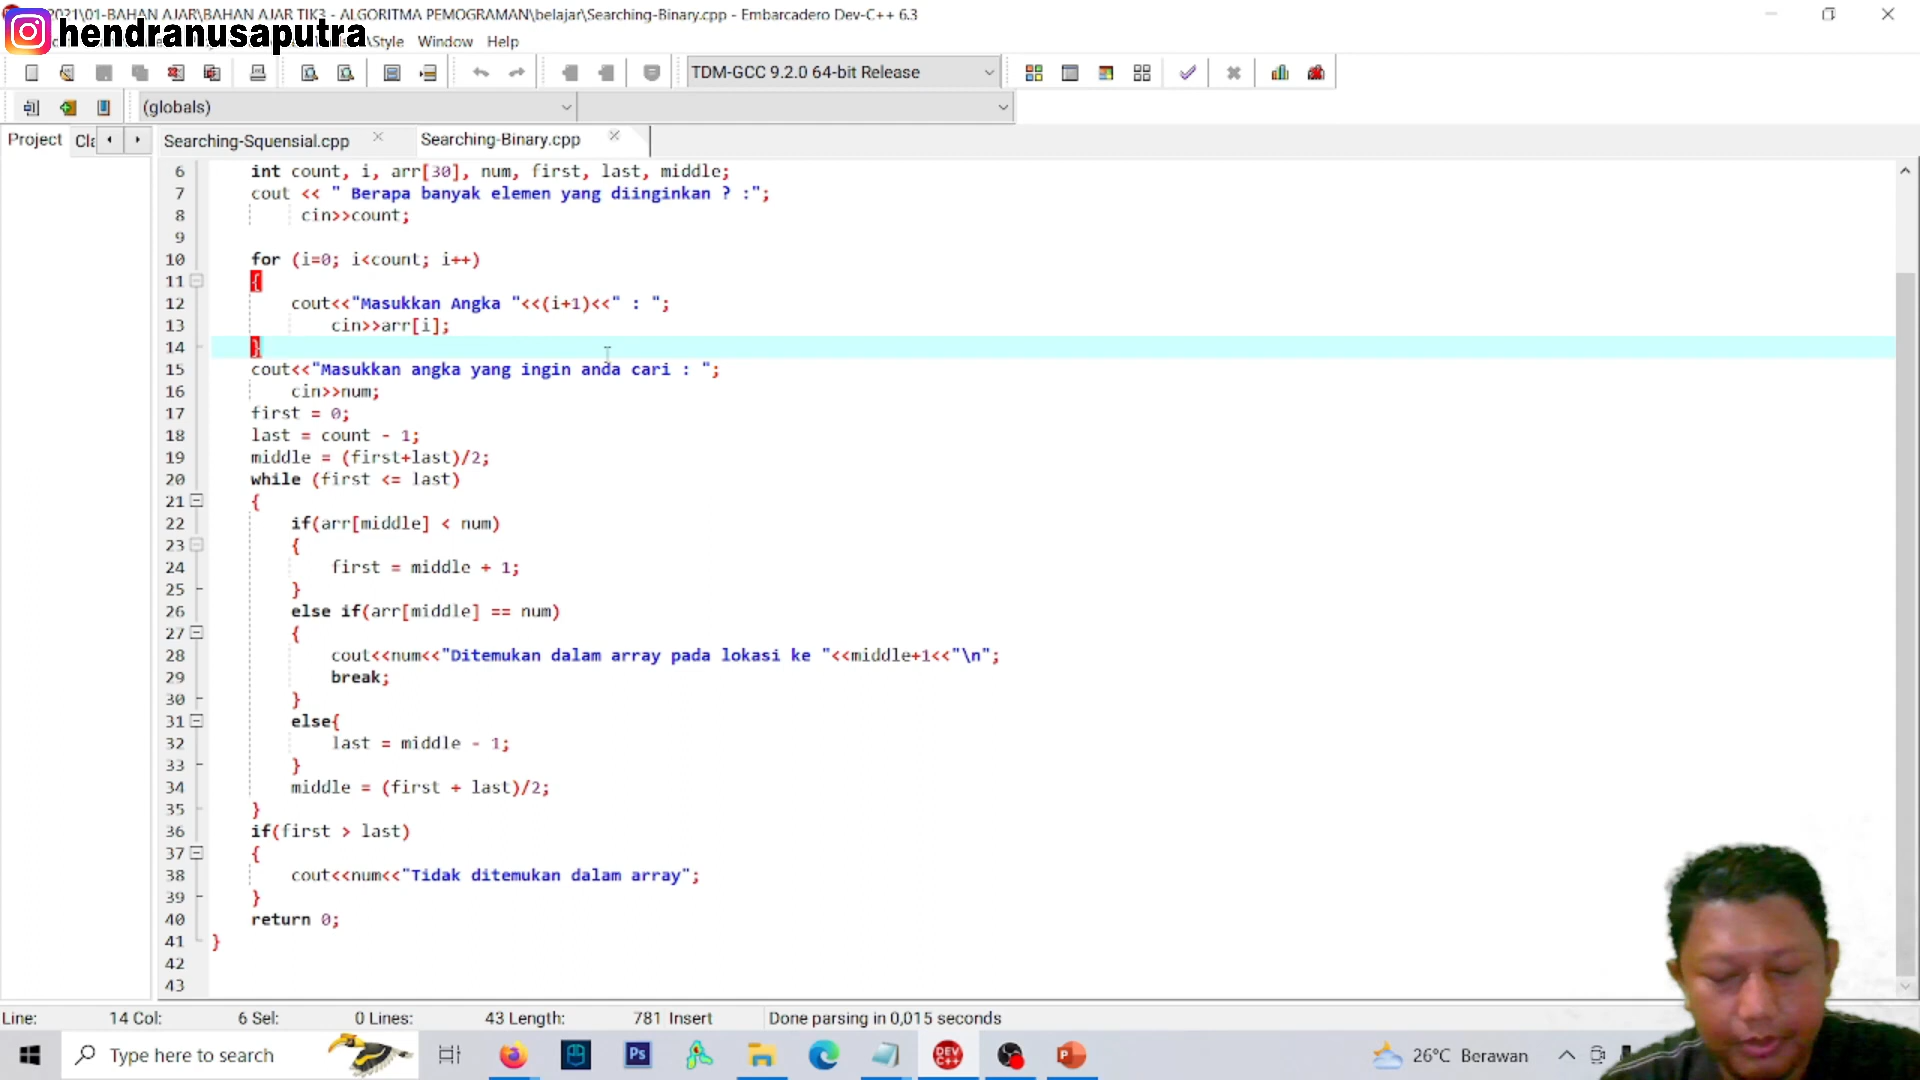 2021\01-BAHAN AJAR\BAHAN AJAR TIK3 - ALGORITMA PEMOGRAMAN\belajar\Searching-Binary.cpp - Embarcadero Dev-C++ 6.3
hendranusaputra
\Style Window Help
TDM-GCC 9.2.0 64-bit Release
(globals)
Project Cla Searching-Squensial.cpp Searching-Binary.cpp
6 int count, i, arr[30], num, first, last, middle;
7 cout << " Berapa banyak elemen yang diinginkan ? :";
8 cin>>count;
9
10 for (i=0; i<count; i++)
11 {
12 cout<<"Masukkan Angka "<<(i+1)<<" : ";
13 cin>>arr[i];
14 }
15 cout<<"Masukkan angka yang ingin anda cari : ";
16 cin>>num;
17 first = 0;
18 last = count - 1;
19 middle = (first+last)/2;
20 while (first <= last)
21 {
22 if(arr[middle] < num)
23 {
24 first = middle + 1;
25 }
26 else if(arr[middle] == num)
27 {
28 cout<<num<<"Ditemukan dalam array pada lokasi ke "<<middle+1<<"\n";
29 break;
30 }
31 else{
32 last = middle - 1;
33 }
34 middle = (first + last)/2;
35 }
36 if(first > last)
37 {
38 cout<<num<<"Tidak ditemukan dalam array";
39 }
40 return 0;
41 }
42
43
Line: 14 Col: 6 Sel: 0 Lines: 43 Length: 781 Insert Done parsing in 0,015 seconds
Type here to search Ps DEV C++ P 26°C Berawan